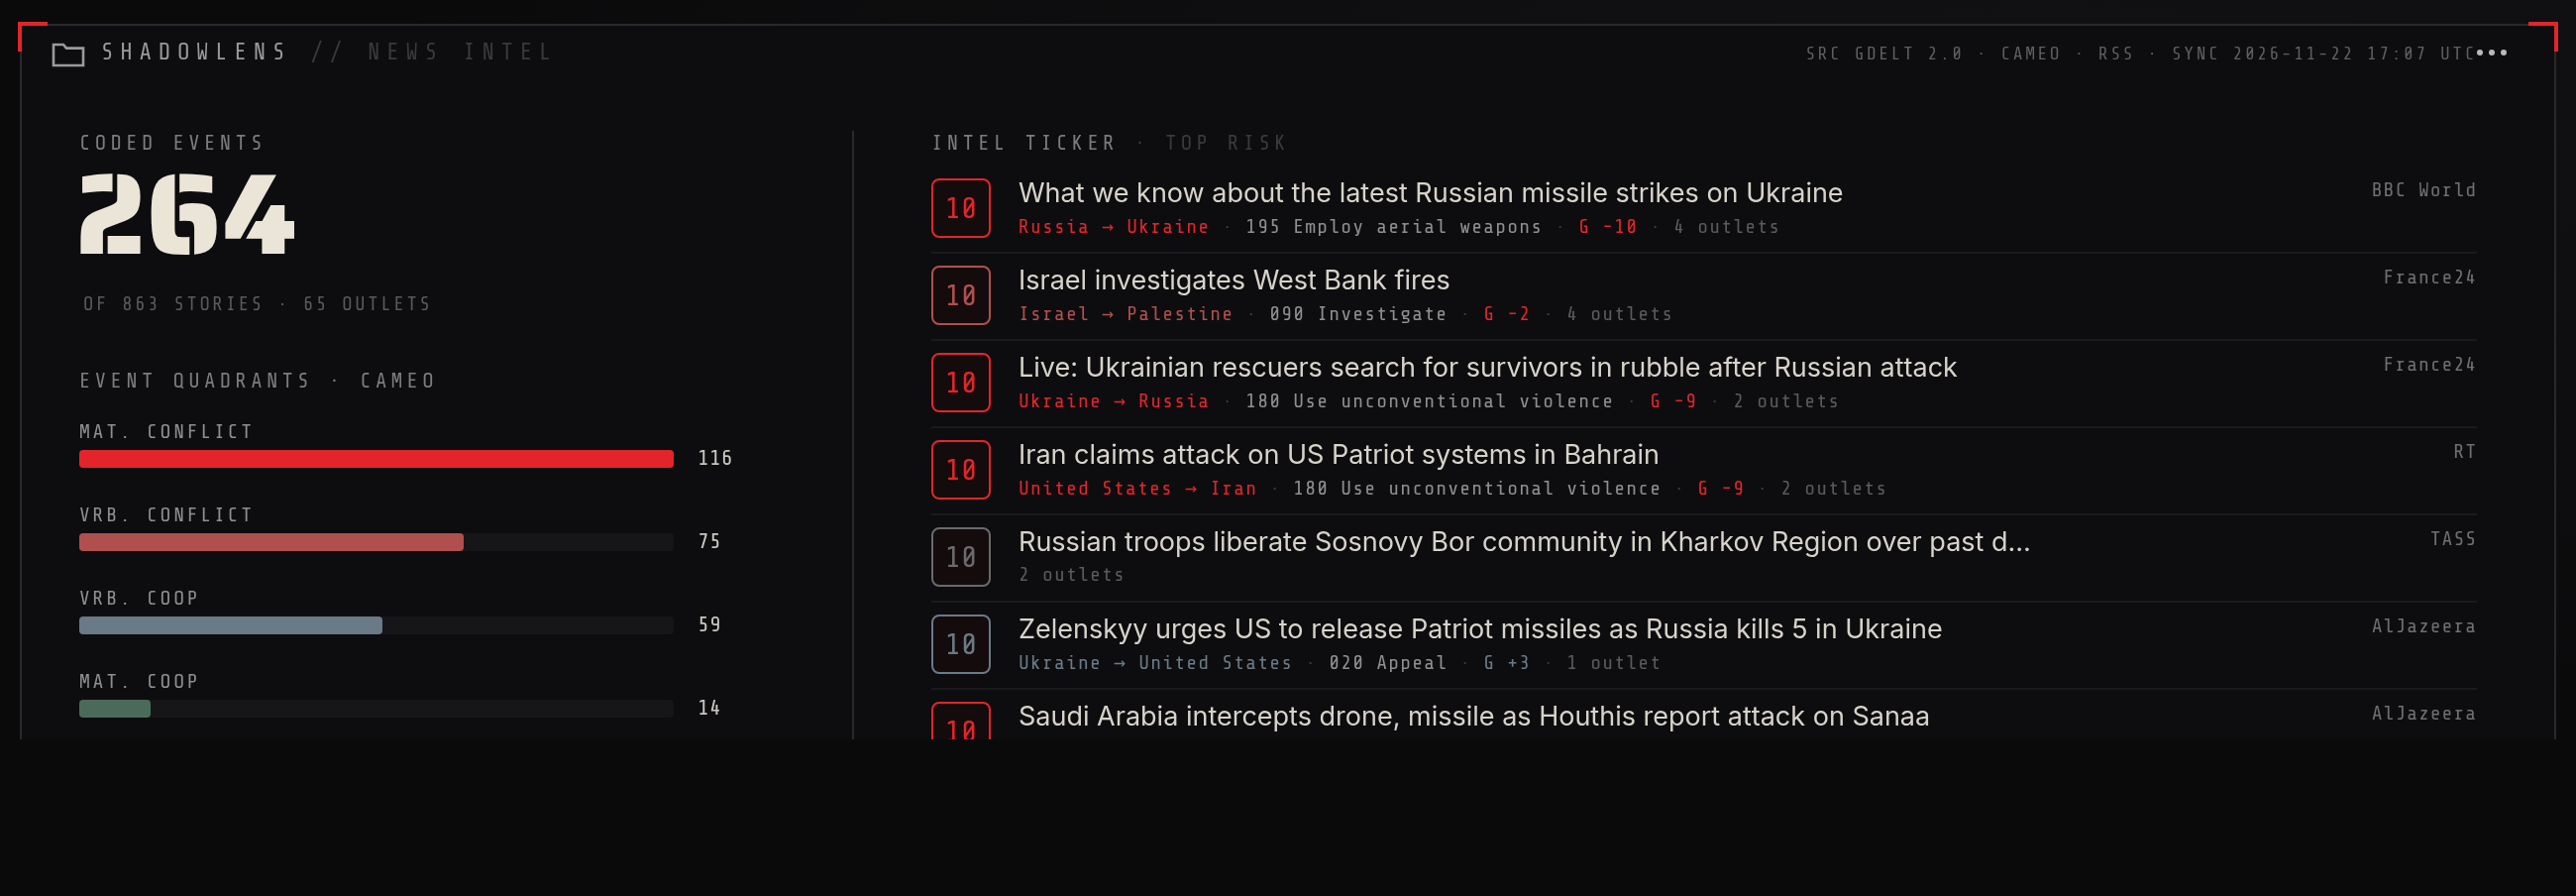 SHADOWLENS // NEWS INTEL
SRC GDELT 2.0 · CAMEO · RSS · SYNC 2026-11-22 17:07 UTC
CODED EVENTS
264
OF 863 STORIES · 65 OUTLETS
EVENT QUADRANTS · CAMEO
MAT. CONFLICT
116
VRB. CONFLICT
75
VRB. COOP
59
MAT. COOP
14
INTEL TICKER · TOP RISK
10 What we know about the latest Russian missile strikes on Ukraine BBC World
Russia → Ukraine · 195 Employ aerial weapons · G -10 · 4 outlets
10 Israel investigates West Bank fires France24
Israel → Palestine · 090 Investigate · G -2 · 4 outlets
10 Live: Ukrainian rescuers search for survivors in rubble after Russian attack France24
Ukraine → Russia · 180 Use unconventional violence · G -9 · 2 outlets
10 Iran claims attack on US Patriot systems in Bahrain RT
United States → Iran · 180 Use unconventional violence · G -9 · 2 outlets
10 Russian troops liberate Sosnovy Bor community in Kharkov Region over past d... TASS
2 outlets
10 Zelenskyy urges US to release Patriot missiles as Russia kills 5 in Ukraine AlJazeera
Ukraine → United States · 020 Appeal · G +3 · 1 outlet
10 Saudi Arabia intercepts drone, missile as Houthis report attack on Sanaa AlJazeera